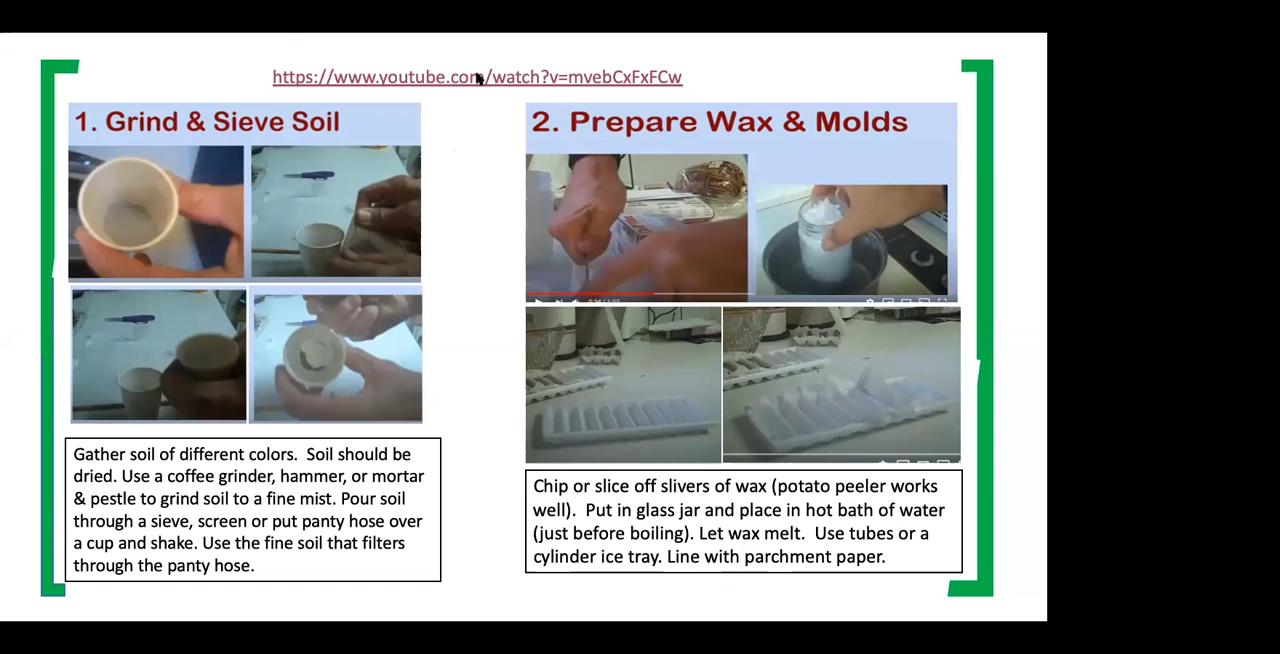 https://www.youtube.com/watch?v=mvebCxFxFCw
1. Grind & Sieve Soil
Gather soil of different colors. Soil should be
dried. Use a coffee grinder, hammer, or mortar
& pestle to grind soil to a fine mist. Pour soil
through a sieve, screen or put panty hose over
a cup and shake. Use the fine soil that filters
through the panty hose.
2. Prepare Wax & Molds
Chip or slice off slivers of wax (potato peeler works
well). Put in glass jar and place in hot bath of water
(just before boiling). Let wax melt. Use tubes or a
cylinder ice tray. Line with parchment paper.